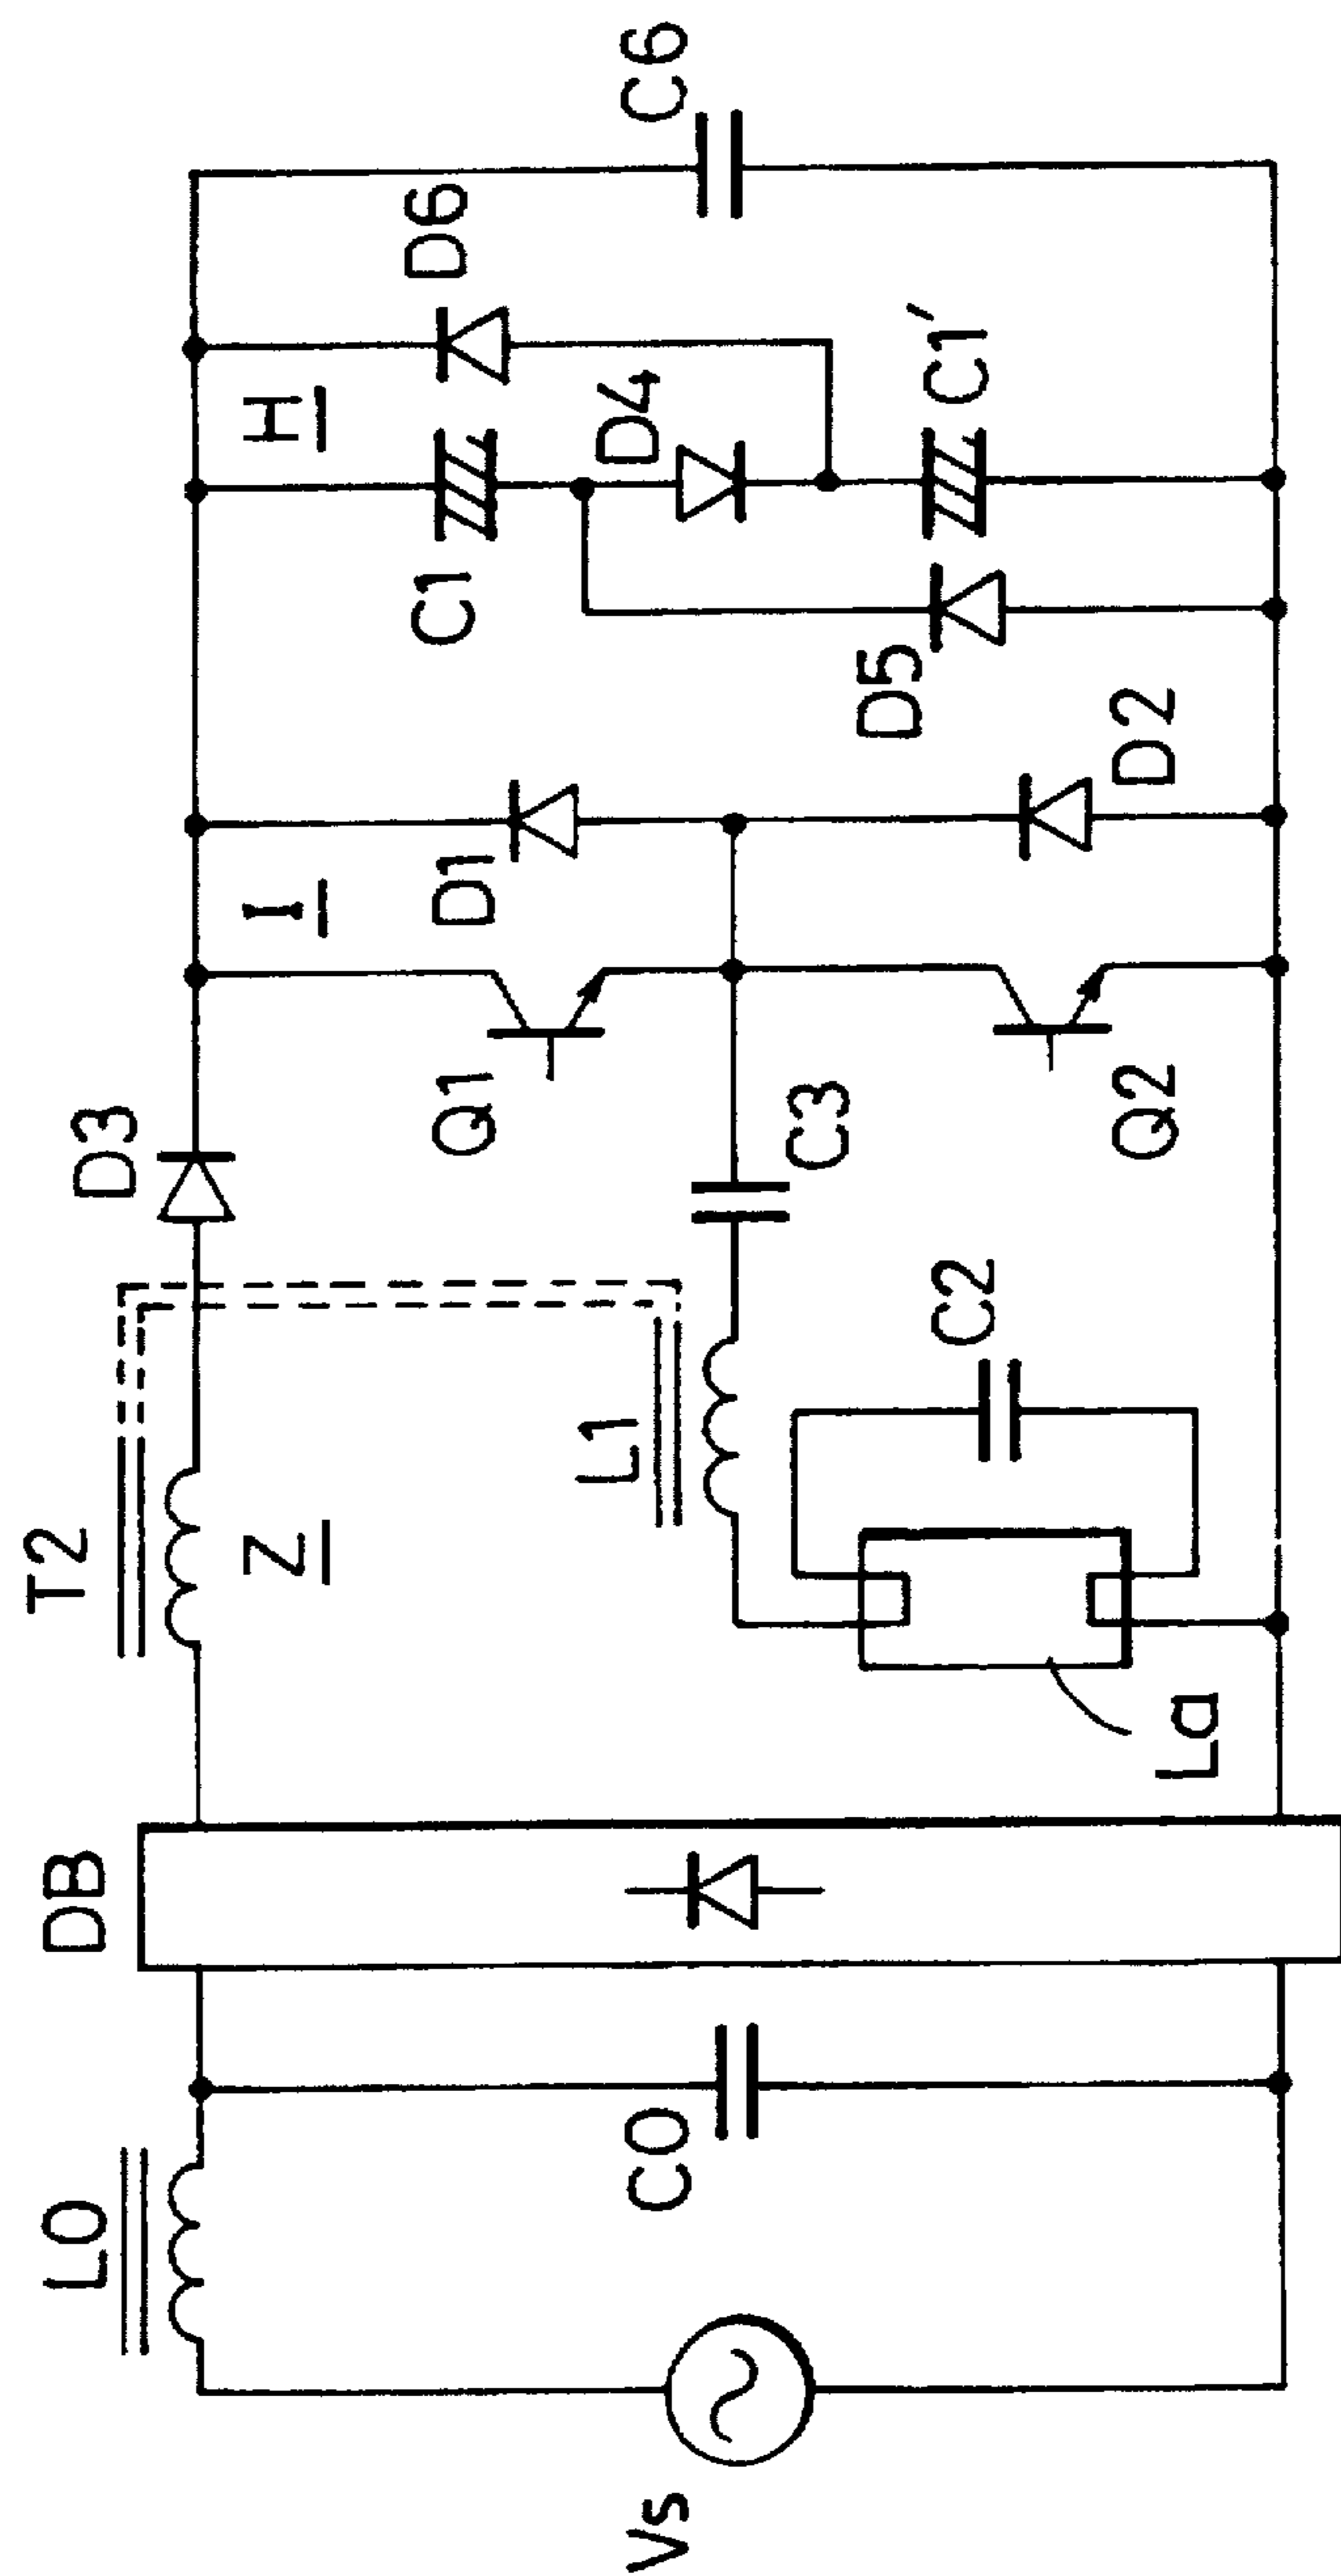 Vs
L0
C0
DB
T2
Z
La
L1
C2
C3
D3
Q1
Q2
I
D1
D2
H
C1
D5
D4
C1′
D6
C6